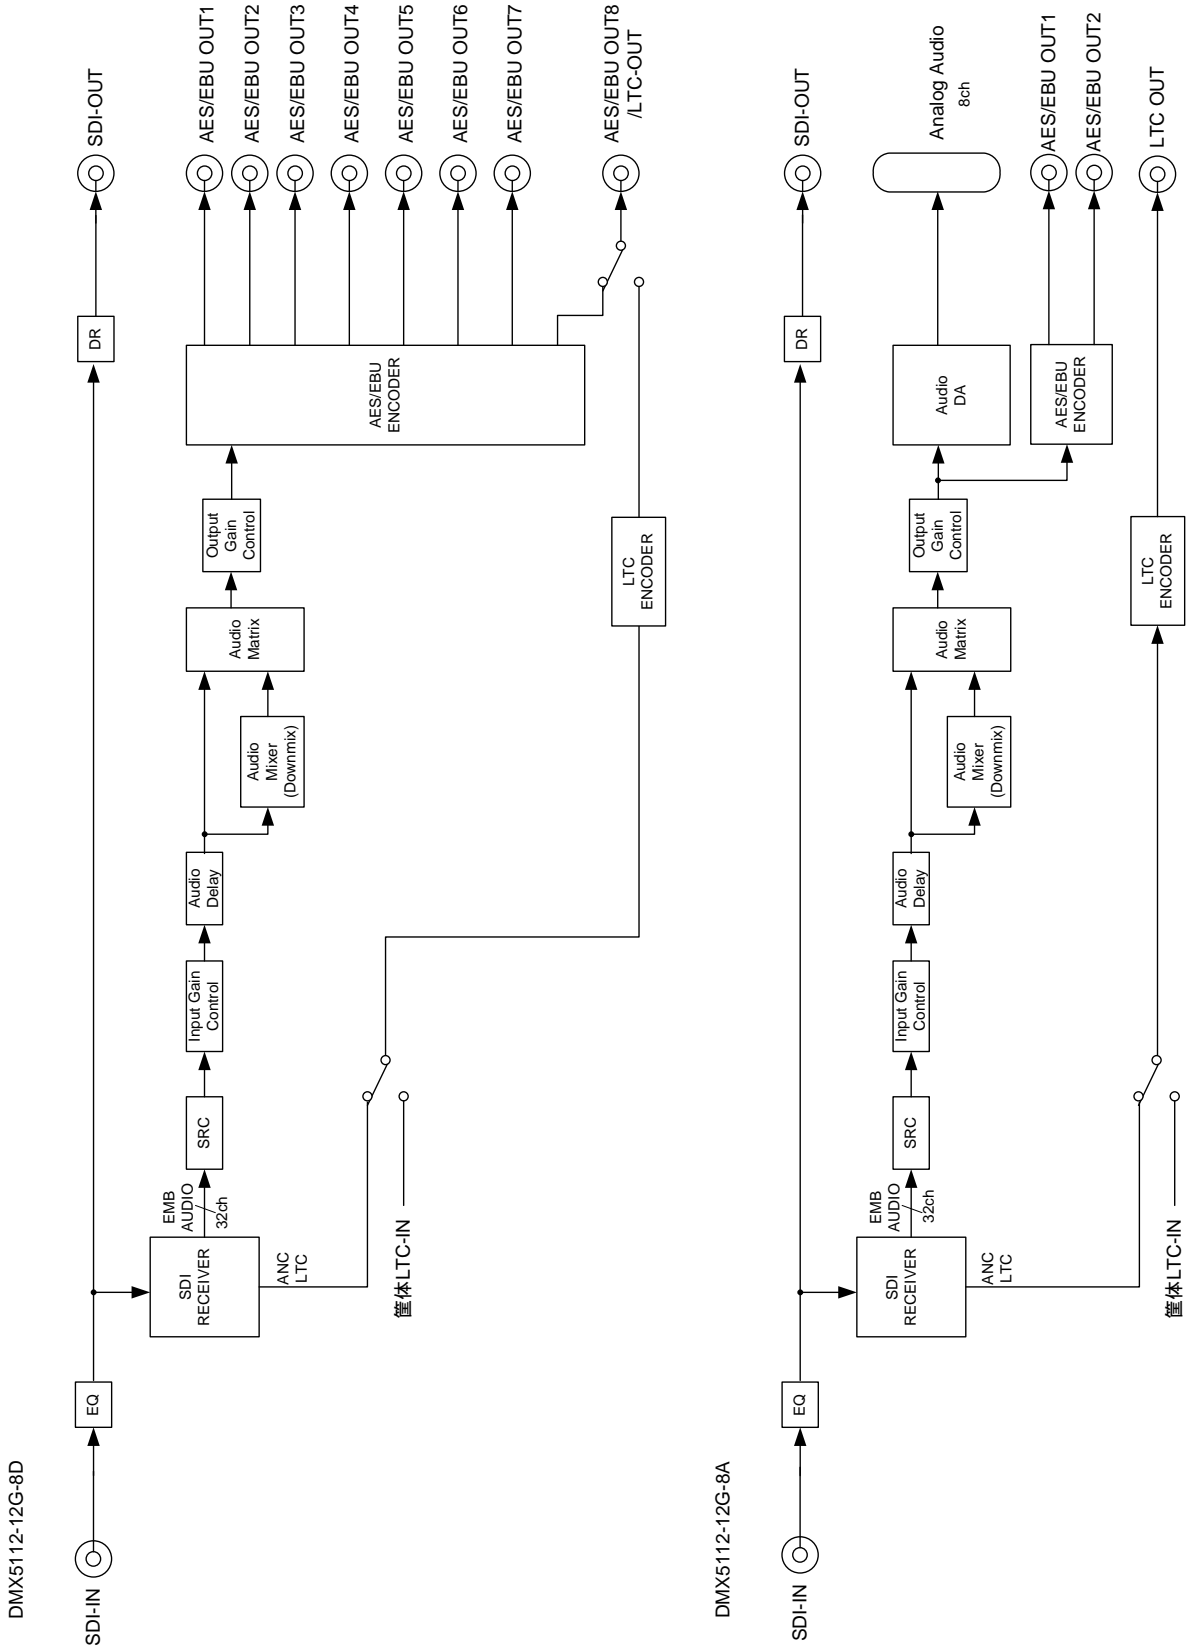 DMX5112-12G-8D
SDI-IN
EQ
DR
SDI-OUT
SDI
RECEIVER
EMB
AUDIO
32ch
SRC
Input Gain
Control
Audio
Delay
Audio
Mixer
(Downmix)
Audio
Matrix
Output
Gain
Control
AES/EBU
ENCODER
AES/EBU OUT1
AES/EBU OUT2
AES/EBU OUT3
AES/EBU OUT4
AES/EBU OUT5
AES/EBU OUT6
AES/EBU OUT7
AES/EBU OUT8
/LTC-OUT
ANC
LTC
筐体LTC-IN
LTC
ENCODER
DMX5112-12G-8A
SDI-IN
EQ
DR
SDI-OUT
SDI
RECEIVER
EMB
AUDIO
32ch
SRC
Input Gain
Control
Audio
Delay
Audio
Mixer
(Downmix)
Audio
Matrix
Output
Gain
Control
Audio
DA
Analog Audio
8ch
AES/EBU
ENCODER
AES/EBU OUT1
AES/EBU OUT2
ANC
LTC
筐体LTC-IN
LTC
ENCODER
LTC OUT